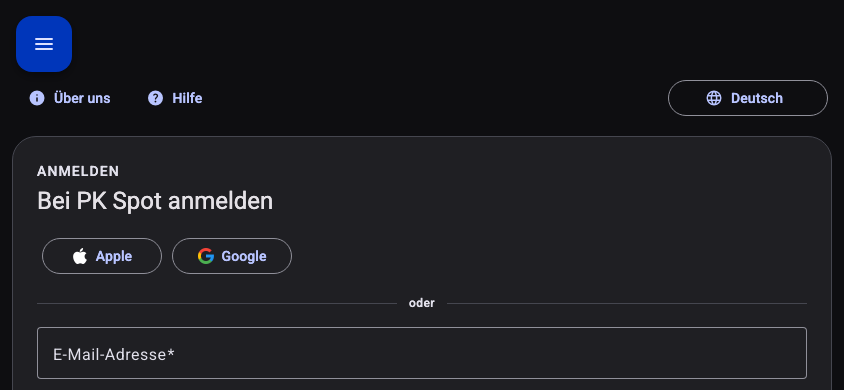 Über uns
Hilfe
Deutsch
ANMELDEN
Bei PK Spot anmelden
Apple
Google
oder
E-Mail-Adresse*